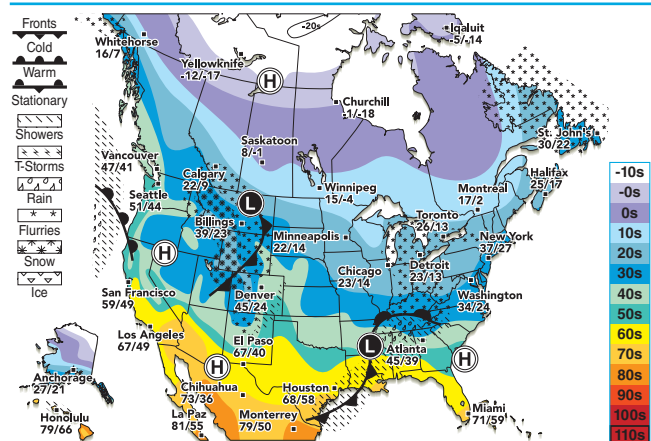 Fronts
Cold
Warm
Stationary
Showers
T-Storms
Rain
Flurries
Snow
Ice
-20s
Whitehorse
16/7
Yellowknife
-12/-17
Iqaluit
-5/-14
H
Churchill
-1/-18
Saskatoon
8/-1
St. John's
30/22
Vancouver
47/41
Calgary
22/9
Winnipeg
15/-4
Montreal
17/2
Halifax
25/17
Seattle
51/44
L
Billings
39/23
Minneapolis
22/14
Toronto
26/13
New York
37/27
H
Chicago
23/14
Detroit
23/13
San Francisco
59/49
Denver
45/24
Washington
34/24
Los Angeles
67/49
El Paso
67/40
L
Atlanta
45/39
H
H
Anchorage
27/21
Chihuahua
73/36
Houston
68/58
Honolulu
79/66
La Paz
81/55
Monterrey
79/50
Miami
71/59
-10s
-0s
0s
10s
20s
30s
40s
50s
60s
70s
80s
90s
100s
110s